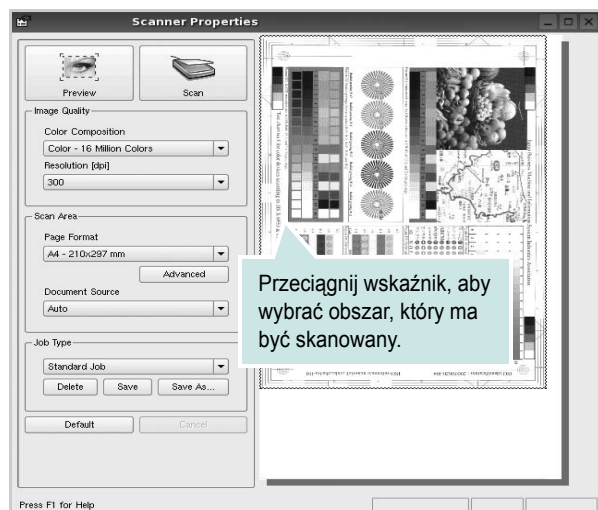 Scanner Properties
Preview
Scan
Image Quality
Color Composition
Color - 16 Million Colors
Resolution [dpi]
300
Scan Area
Page Format
A4 - 210x297 mm
Advanced
Document Source
Auto
Job Type
Standard Job
Delete
Save
Save As...
Default
Cancel
Press F1 for Help
Przeciągnij wskaźnik, aby
wybrać obszar, który ma
być skanowany.